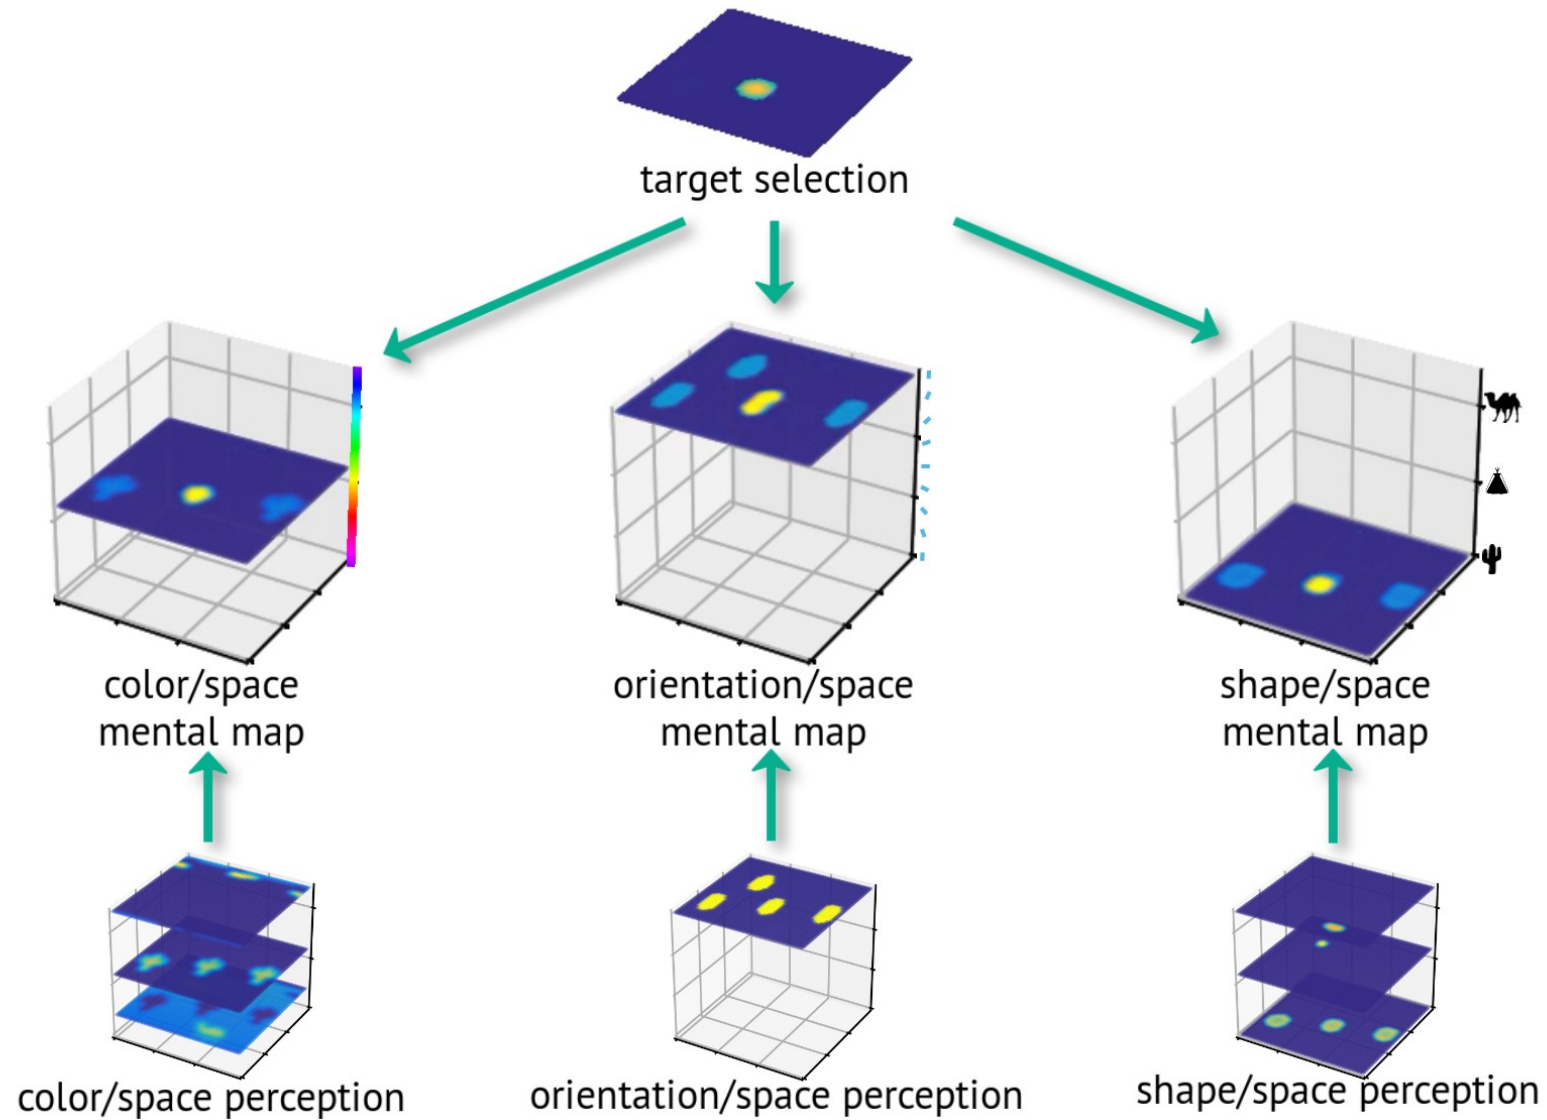 target selection
color/space
mental map
orientation/space
mental map
shape/space
mental map
color/space perception
orientation/space perception
shape/space perception